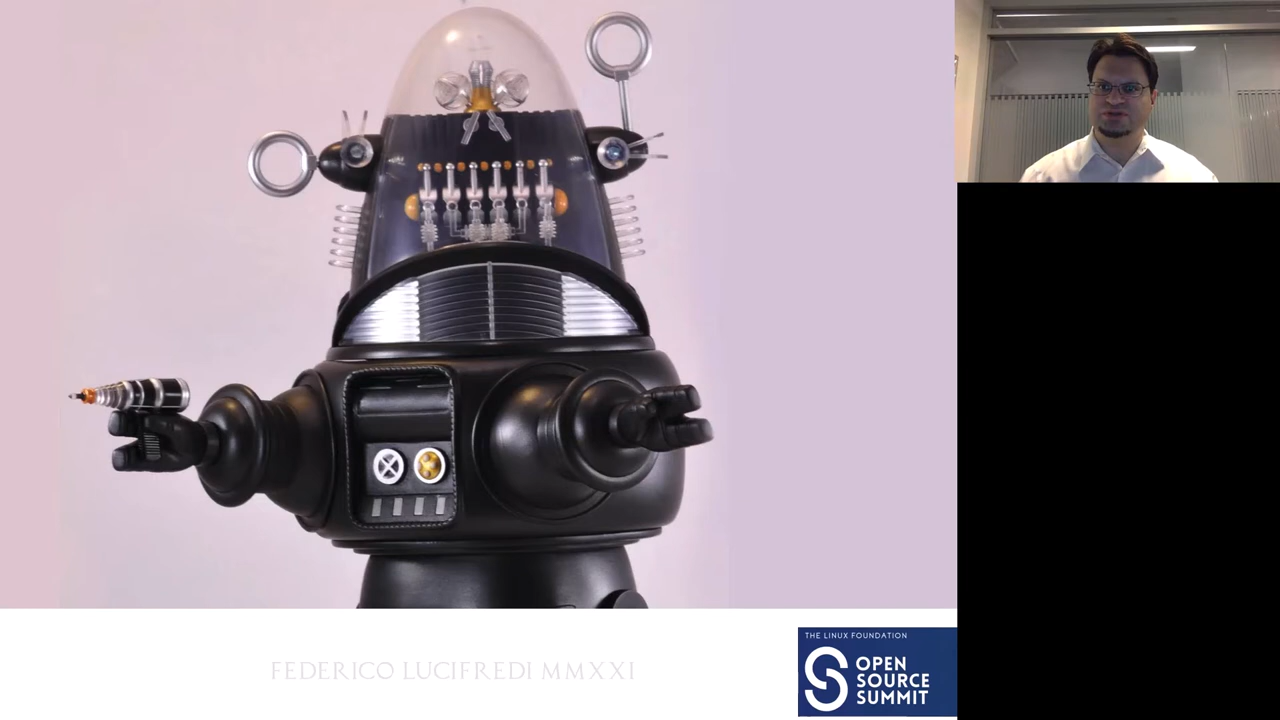 FEDERICO LUCIFREDI MMXXI
THE LINUX FOUNDATION
OPEN
SOURCE
SUMMIT